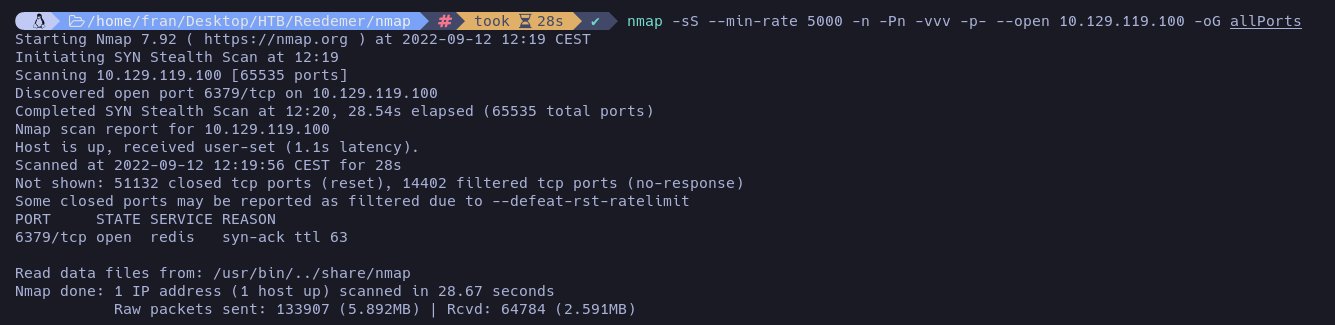 /home/fran/Desktop/HTB/Reedemer/nmap # took 28s ✔ nmap -sS --min-rate 5000 -n -Pn -vvv -p- --open 10.129.119.100 -oG allPorts
Starting Nmap 7.92 ( https://nmap.org ) at 2022-09-12 12:19 CEST
Initiating SYN Stealth Scan at 12:19
Scanning 10.129.119.100 [65535 ports]
Discovered open port 6379/tcp on 10.129.119.100
Completed SYN Stealth Scan at 12:20, 28.54s elapsed (65535 total ports)
Nmap scan report for 10.129.119.100
Host is up, received user-set (1.1s latency).
Scanned at 2022-09-12 12:19:56 CEST for 28s
Not shown: 51132 closed tcp ports (reset), 14402 filtered tcp ports (no-response)
Some closed ports may be reported as filtered due to --defeat-rst-ratelimit
PORT     STATE SERVICE REASON
6379/tcp open  redis   syn-ack ttl 63
Read data files from: /usr/bin/../share/nmap
Nmap done: 1 IP address (1 host up) scanned in 28.67 seconds
Raw packets sent: 133907 (5.892MB) | Rcvd: 64784 (2.591MB)